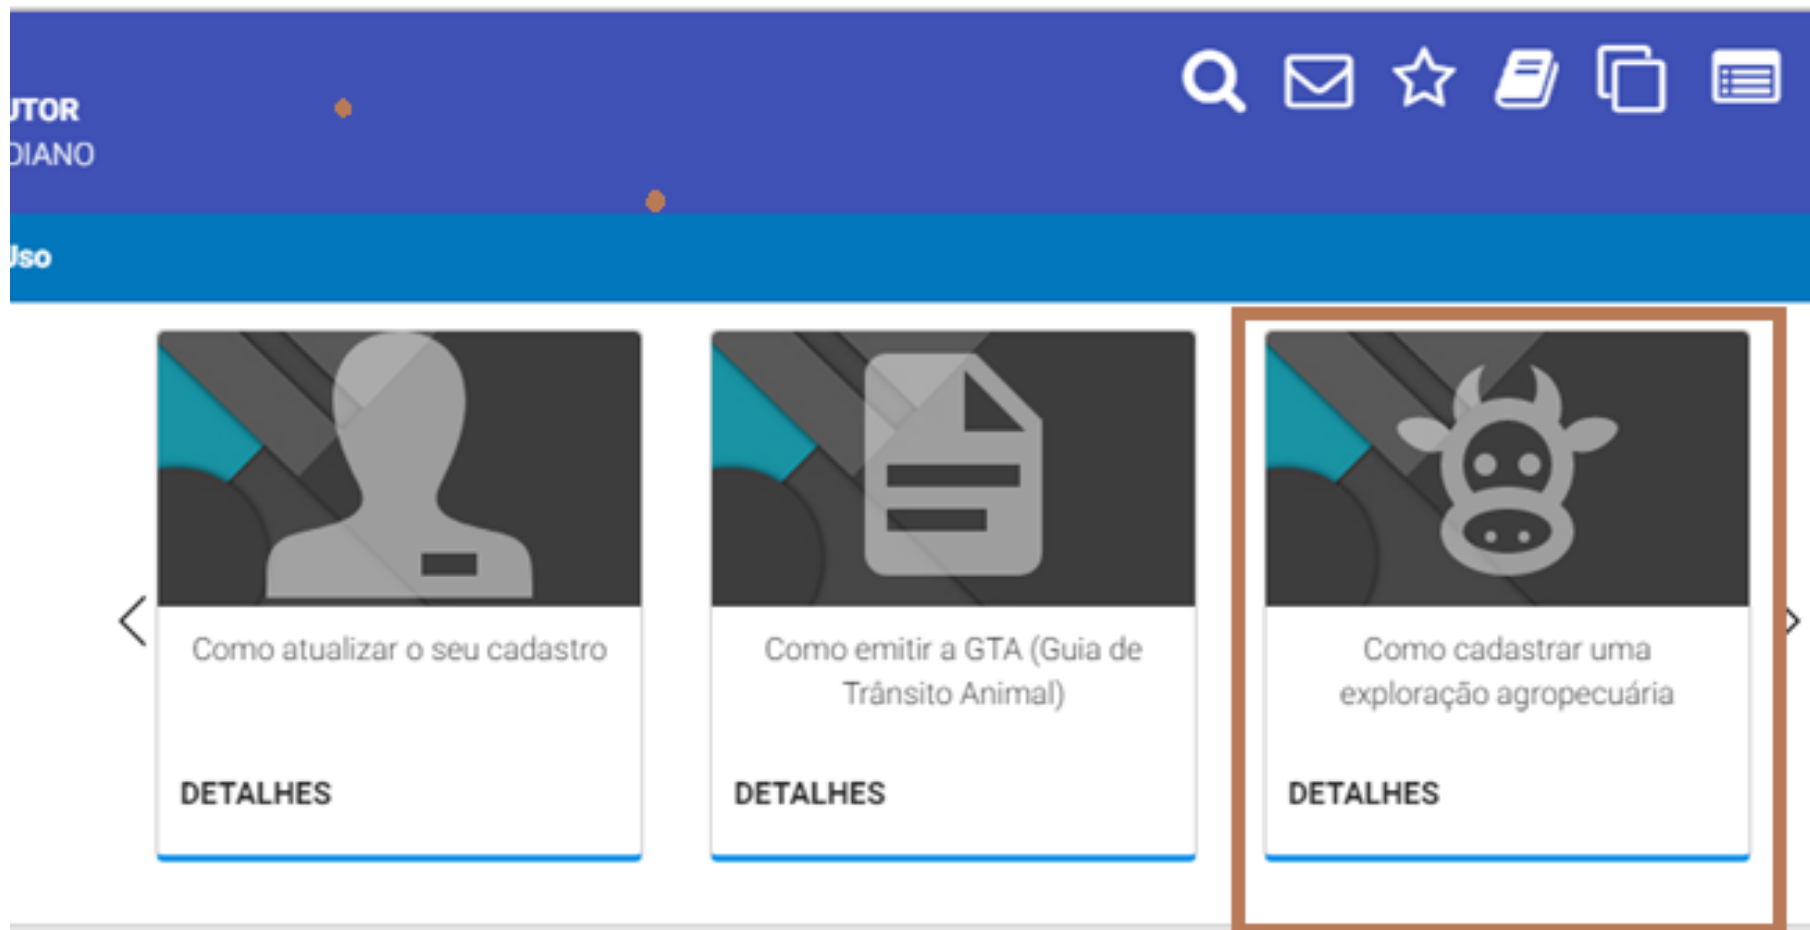 UTOR
DIANO
Uso
Como atualizar o seu cadastro
DETALHES
Como emitir a GTA (Guia de
Trânsito Animal)
DETALHES
Como cadastrar uma
exploração agropecuária
DETALHES